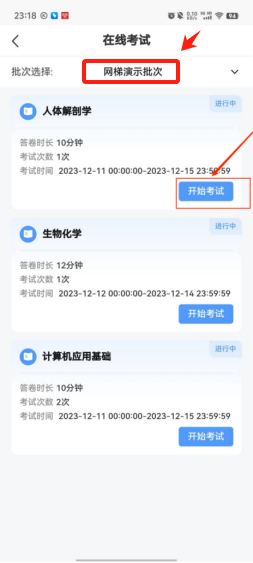 23:18
0.10
KB/s
94
在线考试
批次选择: 网梯演示批次
进行中
人体解剖学
答卷时长 10分钟
考试次数 1次
考试时间 2023-12-11 00:00:00-2023-12-15 23:59:59
开始考试
进行中
生物化学
答卷时长 12分钟
考试次数 1次
考试时间 2023-12-12 00:00:00-2023-12-14 23:59:59
开始考试
进行中
计算机应用基础
答卷时长 10分钟
考试次数 2次
考试时间 2023-12-11 00:00:00-2023-12-15 23:59:59
开始考试